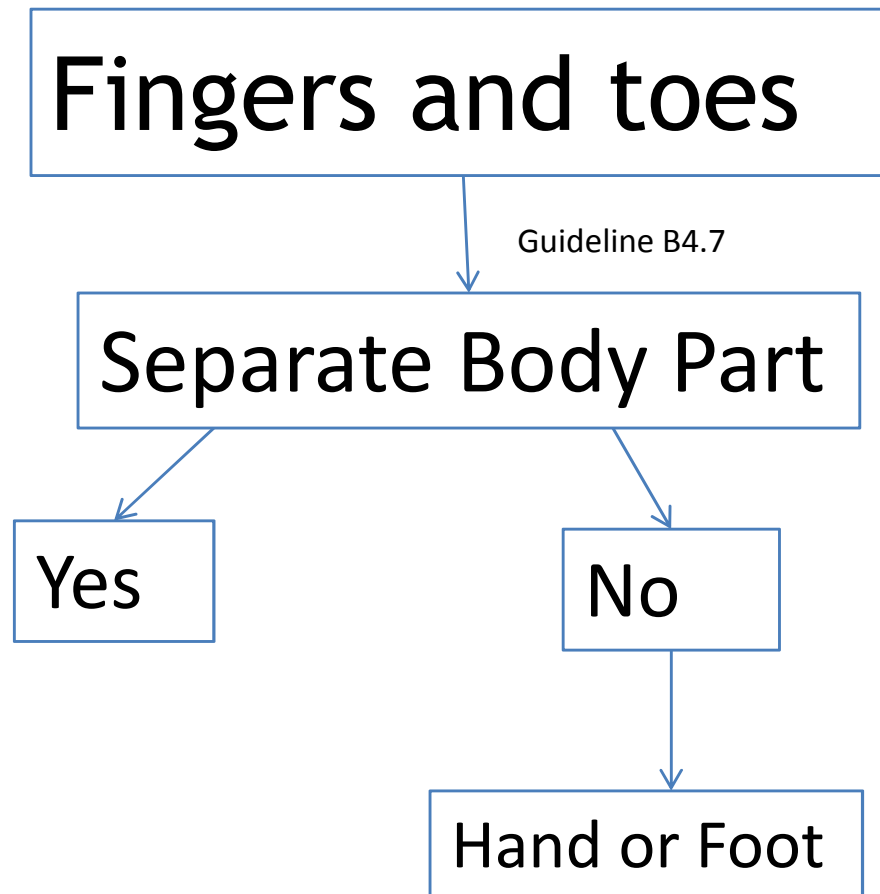 Fingers and toes
Guideline B4.7
Separate Body Part
Yes
No
Hand or Foot